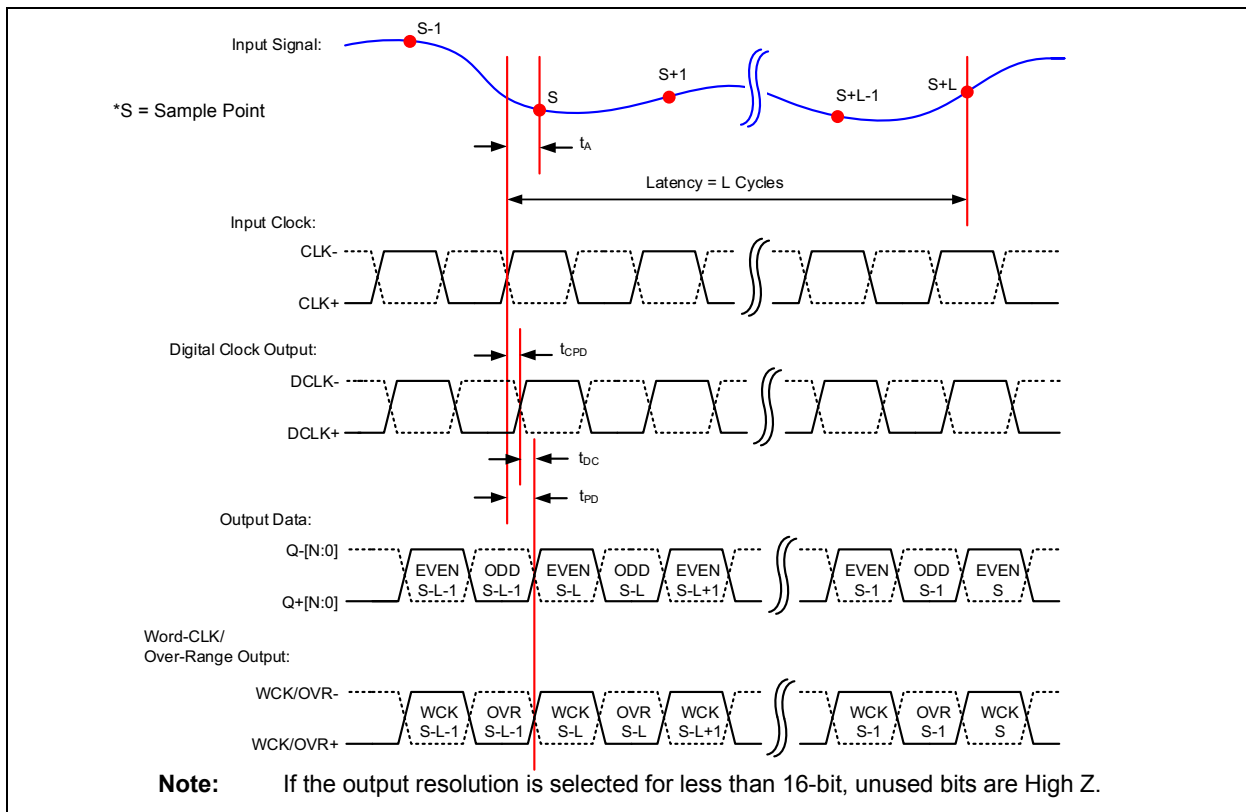 Input Signal:
S-1
S
S+1
S+L-1
S+L
*S = Sample Point
tA
Latency = L Cycles
Input Clock:
CLK-
CLK+
Digital Clock Output:
tCPD
DCLK-
DCLK+
tDC
tPD
Output Data:
Q-[N:0]
Q+[N:0]
EVEN ODD EVEN ODD EVEN EVEN ODD EVEN
S-L-1 S-L-1 S-L S-L S-L+1 S-1 S-1 S
Word-CLK/
Over-Range Output:
WCK/OVR-
WCK/OVR+
WCK OVR WCK OVR WCK WCK OVR WCK
S-L-1 S-L-1 S-L S-L S-L+1 S-1 S-1 S
Note: If the output resolution is selected for less than 16-bit, unused bits are High Z.